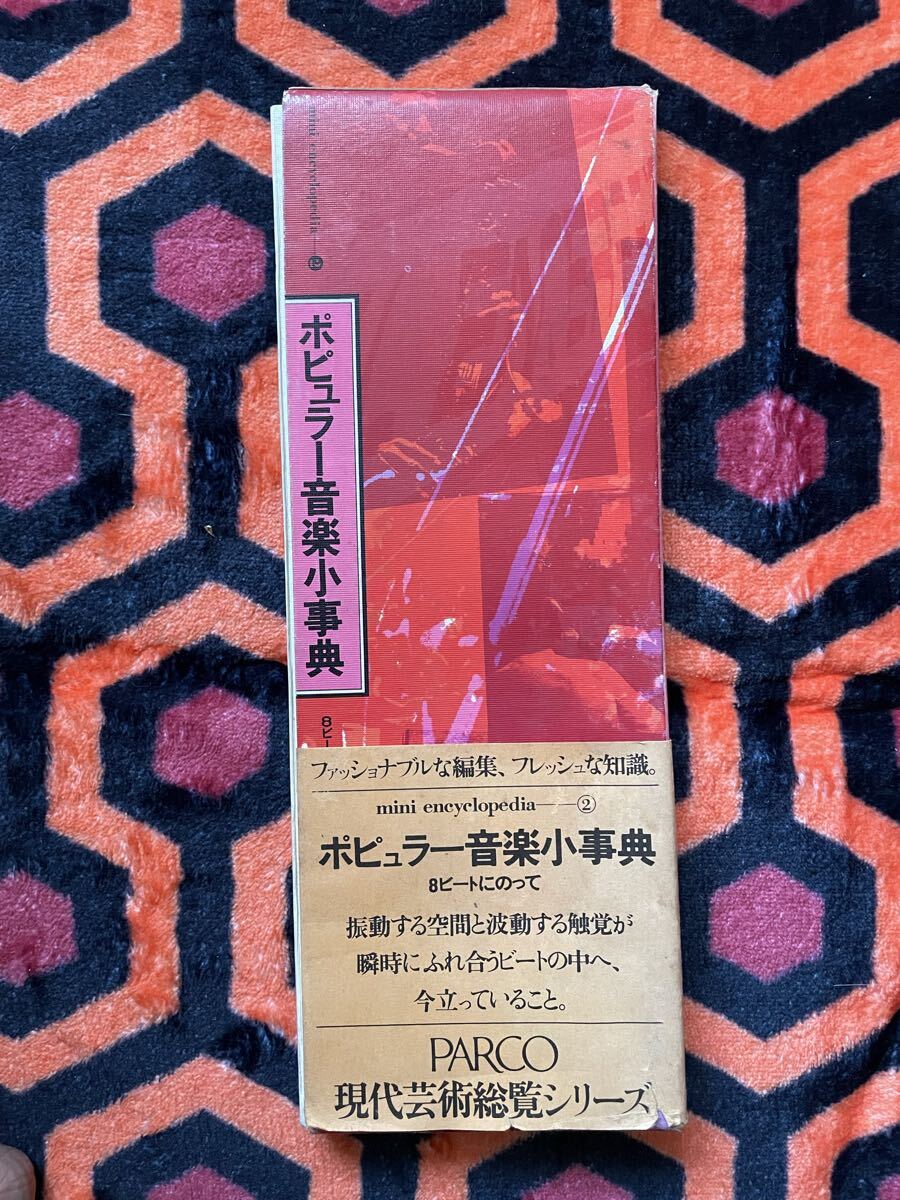 mini encyclopedia——②
ポピュラー音楽小事典
8ビー
ファッショナブルな編集、フレッシュな知識。
mini encyclopedia——②
ポピュラー音楽小事典
8ビートにのって
振動する空間と波動する触覚が
瞬時にふれ合うビートの中へ、
今立っていること。
PARCO
現代芸術総覧シリーズ